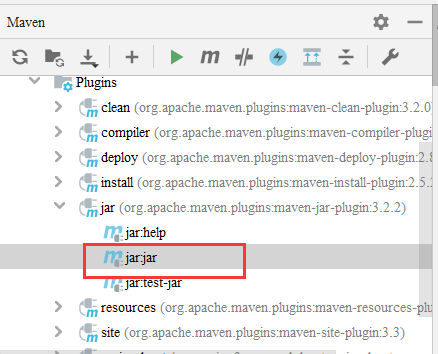 Maven
Plugins
clean (org.apache.maven.plugins:maven-clean-plugin:3.2.0
compiler (org.apache.maven.plugins:maven-compiler-plugi
deploy (org.apache.maven.plugins:maven-deploy-plugin:2.8
install (org.apache.maven.plugins:maven-install-plugin:2.5.
jar (org.apache.maven.plugins:maven-jar-plugin:3.2.2)
jar:help
jar:jar
jar:test-jar
resources (org.apache.maven.plugins:maven-resources-pl
site (org.apache.maven.plugins:maven-site-plugin:3.3)